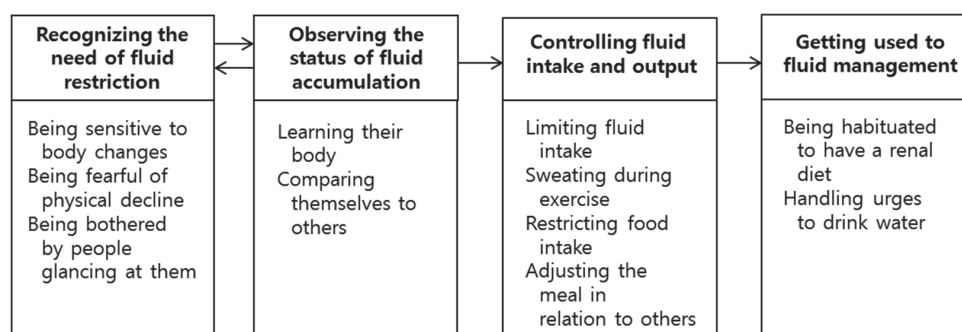 Recognizing the
need of fluid
restriction
Being sensitive to
body changes
Being fearful of
physical decline
Being bothered
by people
glancing at them
Observing the
status of fluid
accumulation
Learning their
body
Comparing
themselves to
others
Controlling fluid
intake and output
Limiting fluid
intake
Sweating during
exercise
Restricting food
intake
Adjusting the
meal in
relation to others
Getting used to
fluid management
Being habituated
to have a renal
diet
Handling urges
to drink water